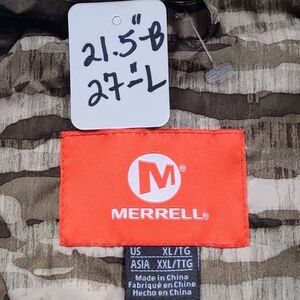 21.5"-B
27"-L
M
MERRELL®
US XL/TG
ASIA XXL/TTG
Made in China
Fabriqué en Chine
Hecho en China